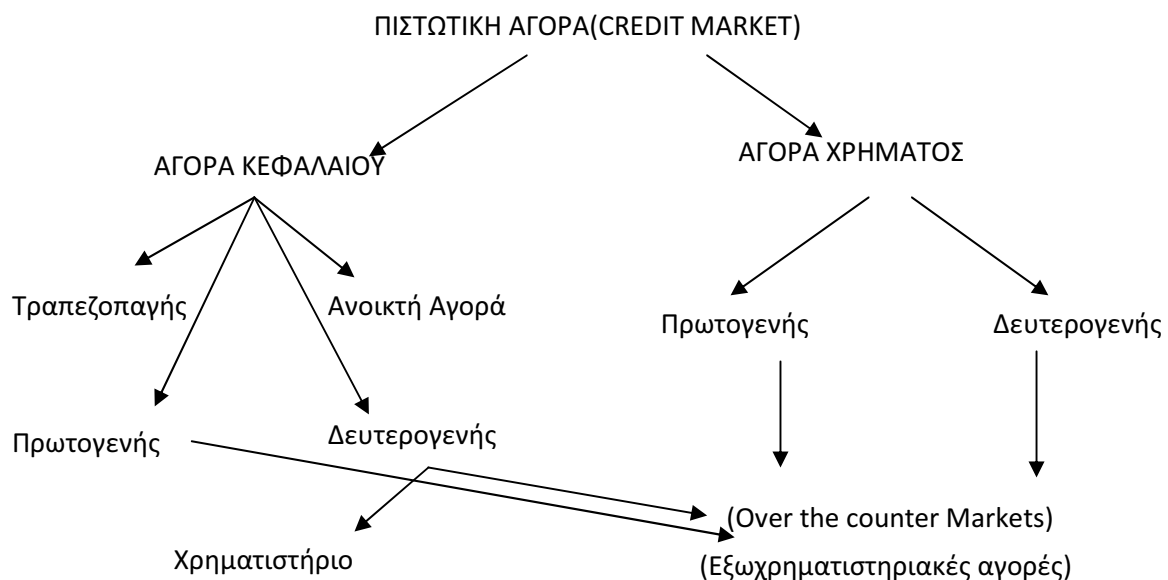 ΠΙΣΤΩΤΙΚΗ ΑΓΟΡΑ(CREDIT MARKET)
ΑΓΟΡΑ ΚΕΦΑΛΑΙΟΥ
ΑΓΟΡΑ ΧΡΗΜΑΤΟΣ
Τραπεζοπαγής
Ανοικτή Αγορά
Πρωτογενής
Δευτερογενής
Πρωτογενής
Δευτερογενής
(Over the counter Markets)
Χρηματιστήριο
(Εξωχρηματιστηριακές αγορές)